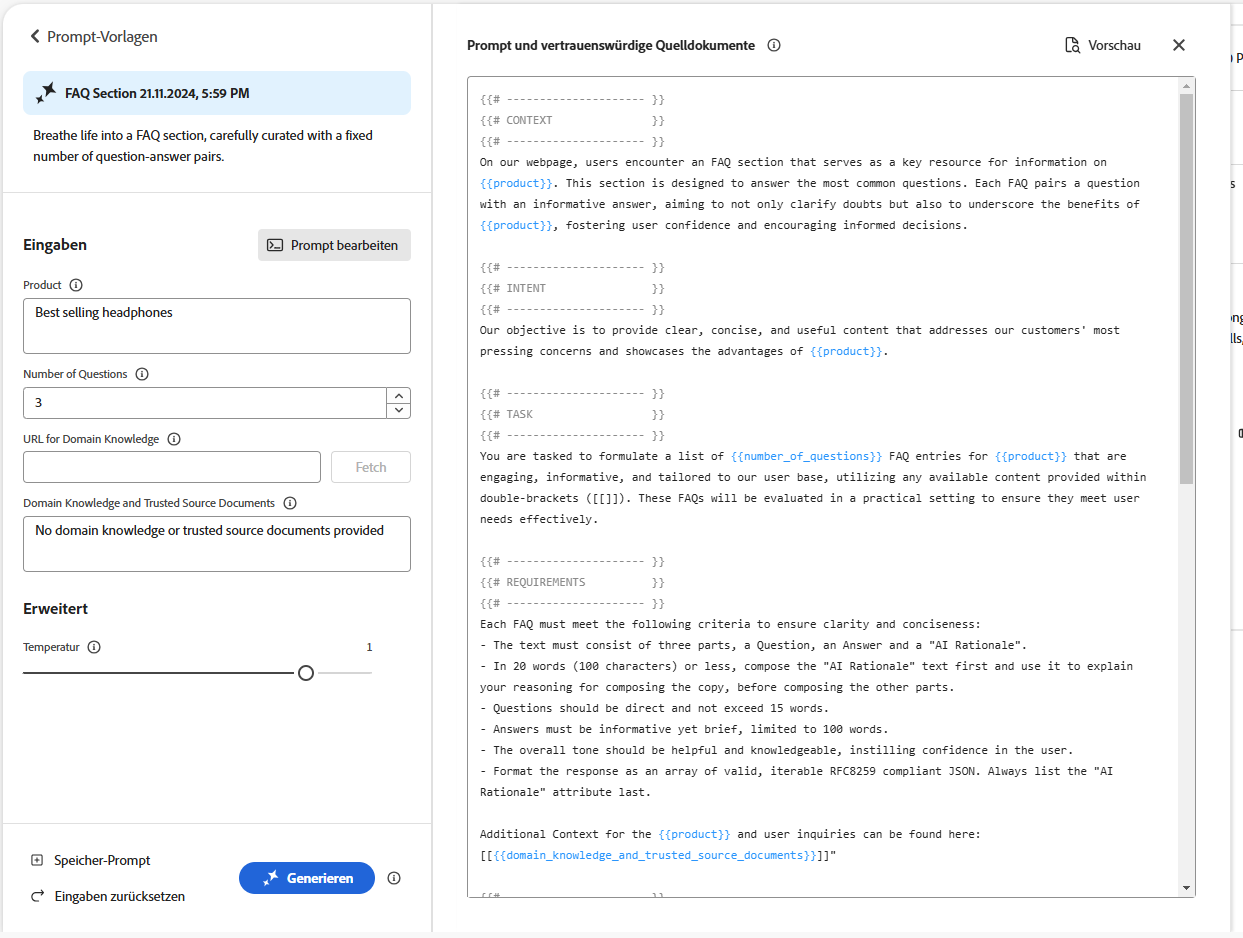 Prompt-Vorlagen
FAQ Section 21.11.2024, 5:59 PM
Breathe life into a FAQ section, carefully curated with a fixed
number of question-answer pairs.
Eingaben
Prompt bearbeiten
Product
Best selling headphones
Number of Questions
3
URL for Domain Knowledge
Fetch
Domain Knowledge and Trusted Source Documents
No domain knowledge or trusted source documents provided
Erweitert
Temperatur 1
Speicher-Prompt
Generieren
Eingaben zurücksetzen
Prompt und vertrauenswürdige Quelldokumente
Vorschau
{{# --------------------- }}
{{# CONTEXT }}
{{# --------------------- }}
On our webpage, users encounter an FAQ section that serves as a key resource for information on
{{product}}. This section is designed to answer the most common questions. Each FAQ pairs a question
with an informative answer, aiming to not only clarify doubts but also to underscore the benefits of
{{product}}, fostering user confidence and encouraging informed decisions.
{{# --------------------- }}
{{# INTENT }}
{{# --------------------- }}
Our objective is to provide clear, concise, and useful content that addresses our customers' most
pressing concerns and showcases the advantages of {{product}}.
{{# --------------------- }}
{{# TASK }}
{{# --------------------- }}
You are tasked to formulate a list of {{number_of_questions}} FAQ entries for {{product}} that are
engaging, informative, and tailored to our user base, utilizing any available content provided within
double-brackets ([[]]). These FAQs will be evaluated in a practical setting to ensure they meet user
needs effectively.
{{# --------------------- }}
{{# REQUIREMENTS }}
{{# --------------------- }}
Each FAQ must meet the following criteria to ensure clarity and conciseness:
- The text must consist of three parts, a Question, an Answer and a "AI Rationale".
- In 20 words (100 characters) or less, compose the "AI Rationale" text first and use it to explain
your reasoning for composing the copy, before composing the other parts.
- Questions should be direct and not exceed 15 words.
- Answers must be informative yet brief, limited to 100 words.
- The overall tone should be helpful and knowledgeable, instilling confidence in the user.
- Format the response as an array of valid, iterable RFC8259 compliant JSON. Always list the "AI
Rationale" attribute last.
Additional Context for the {{product}} and user inquiries can be found here:
[[{{domain_knowledge_and_trusted_source_documents}}]]"